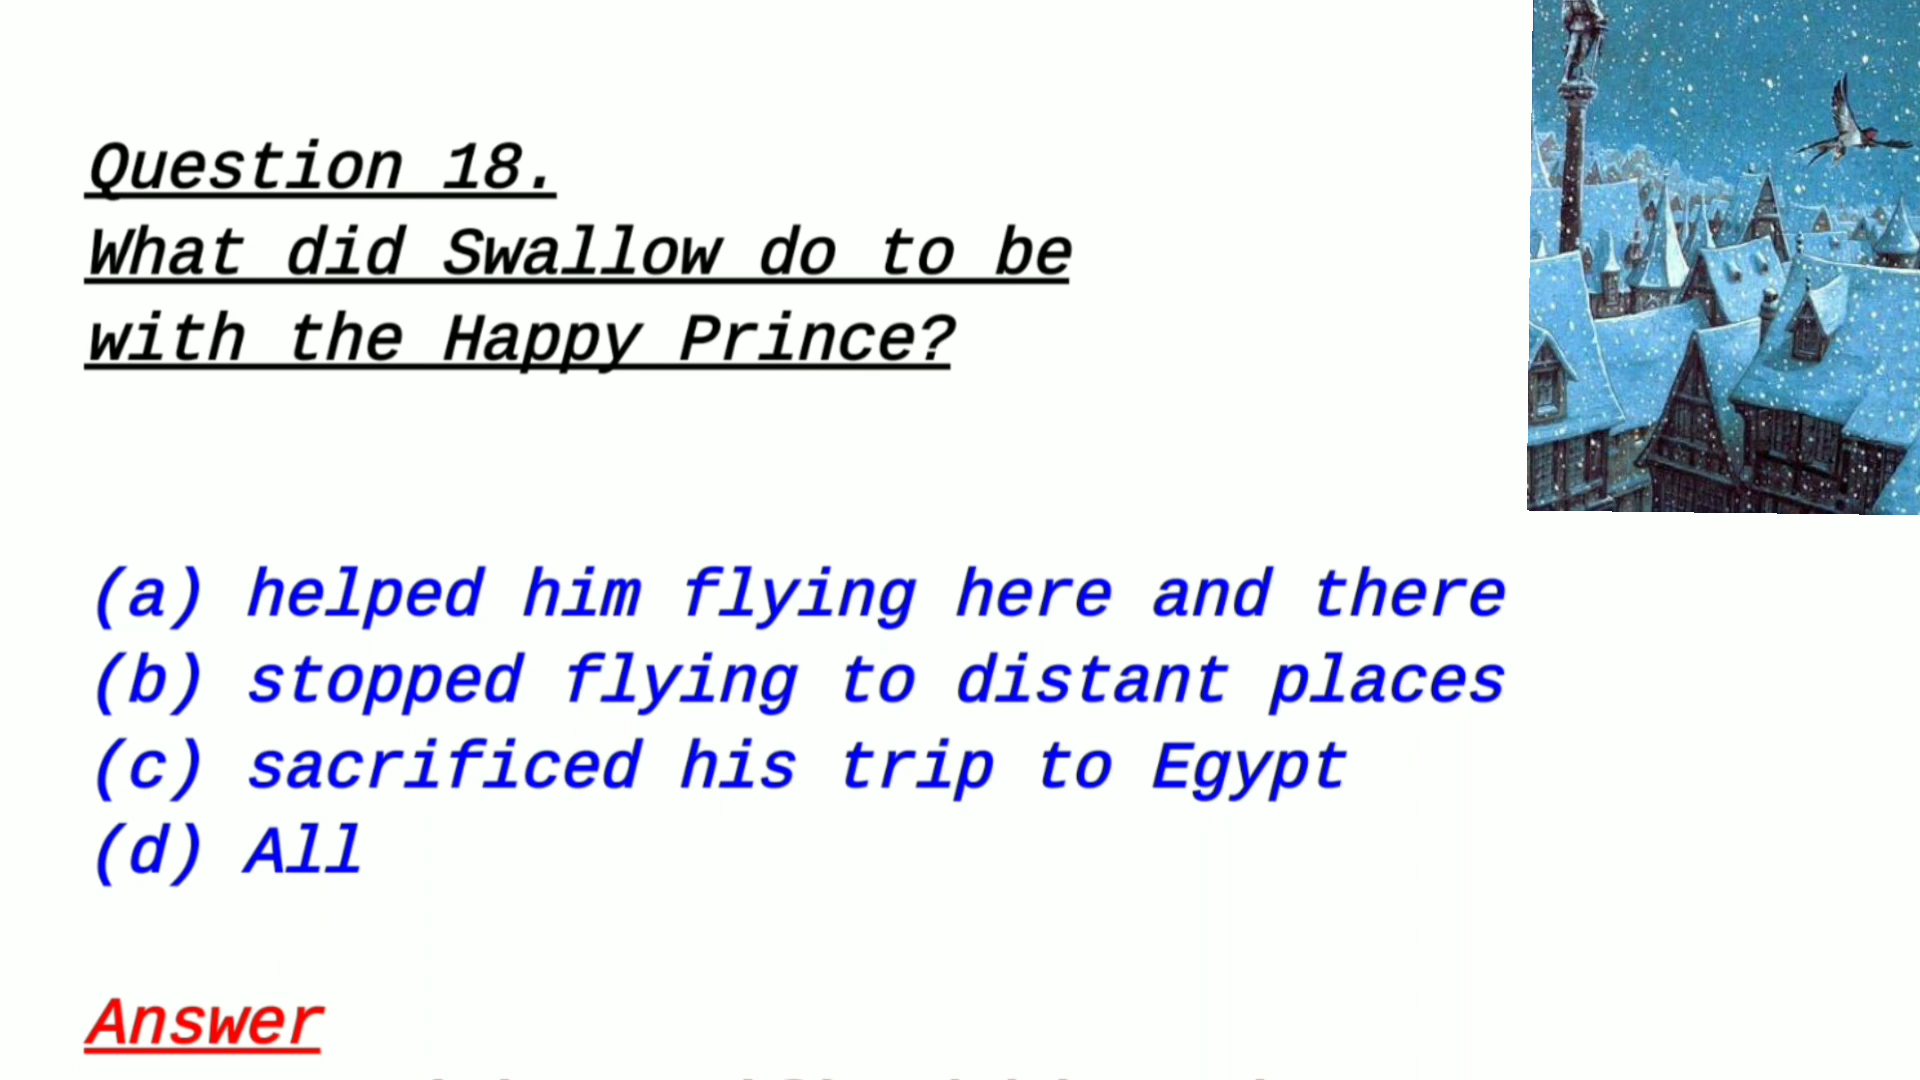 Question 18.
What did Swallow do to be
with the Happy Prince?
(a) helped him flying here and there
(b) stopped flying to distant places
(c) sacrificed his trip to Egypt
(d) All
Answer